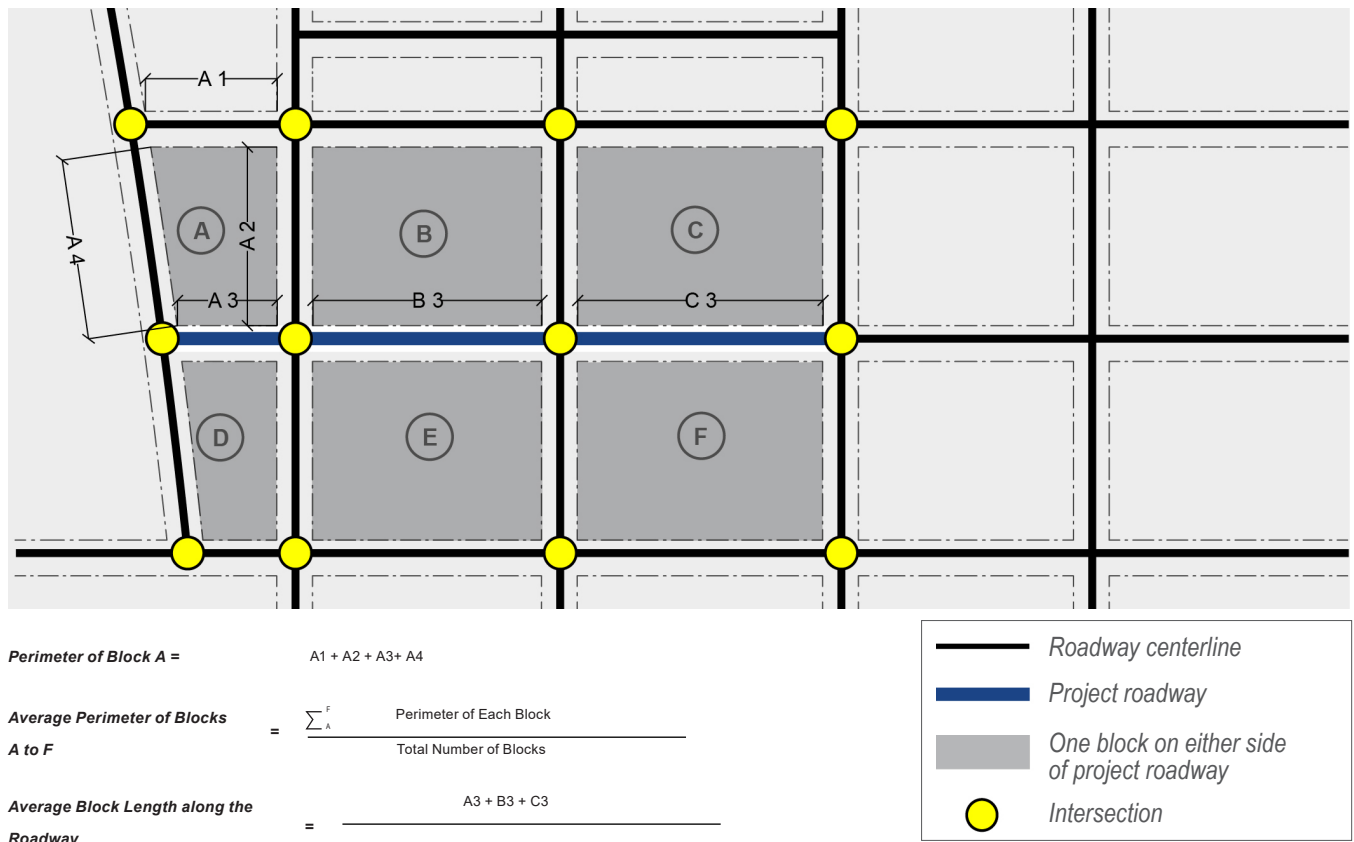 A 1
A
A 2
A 4
A 3
B
B 3
C
C 3
D
E
F
Perimeter of Block A =
A1 + A2 + A3+ A4
Average Perimeter of Blocks
A to F
=
∑ F A
Perimeter of Each Block
Total Number of Blocks
Average Block Length along the
Roadway
=
A3 + B3 + C3
Roadway centerline
Project roadway
One block on either side
of project roadway
Intersection